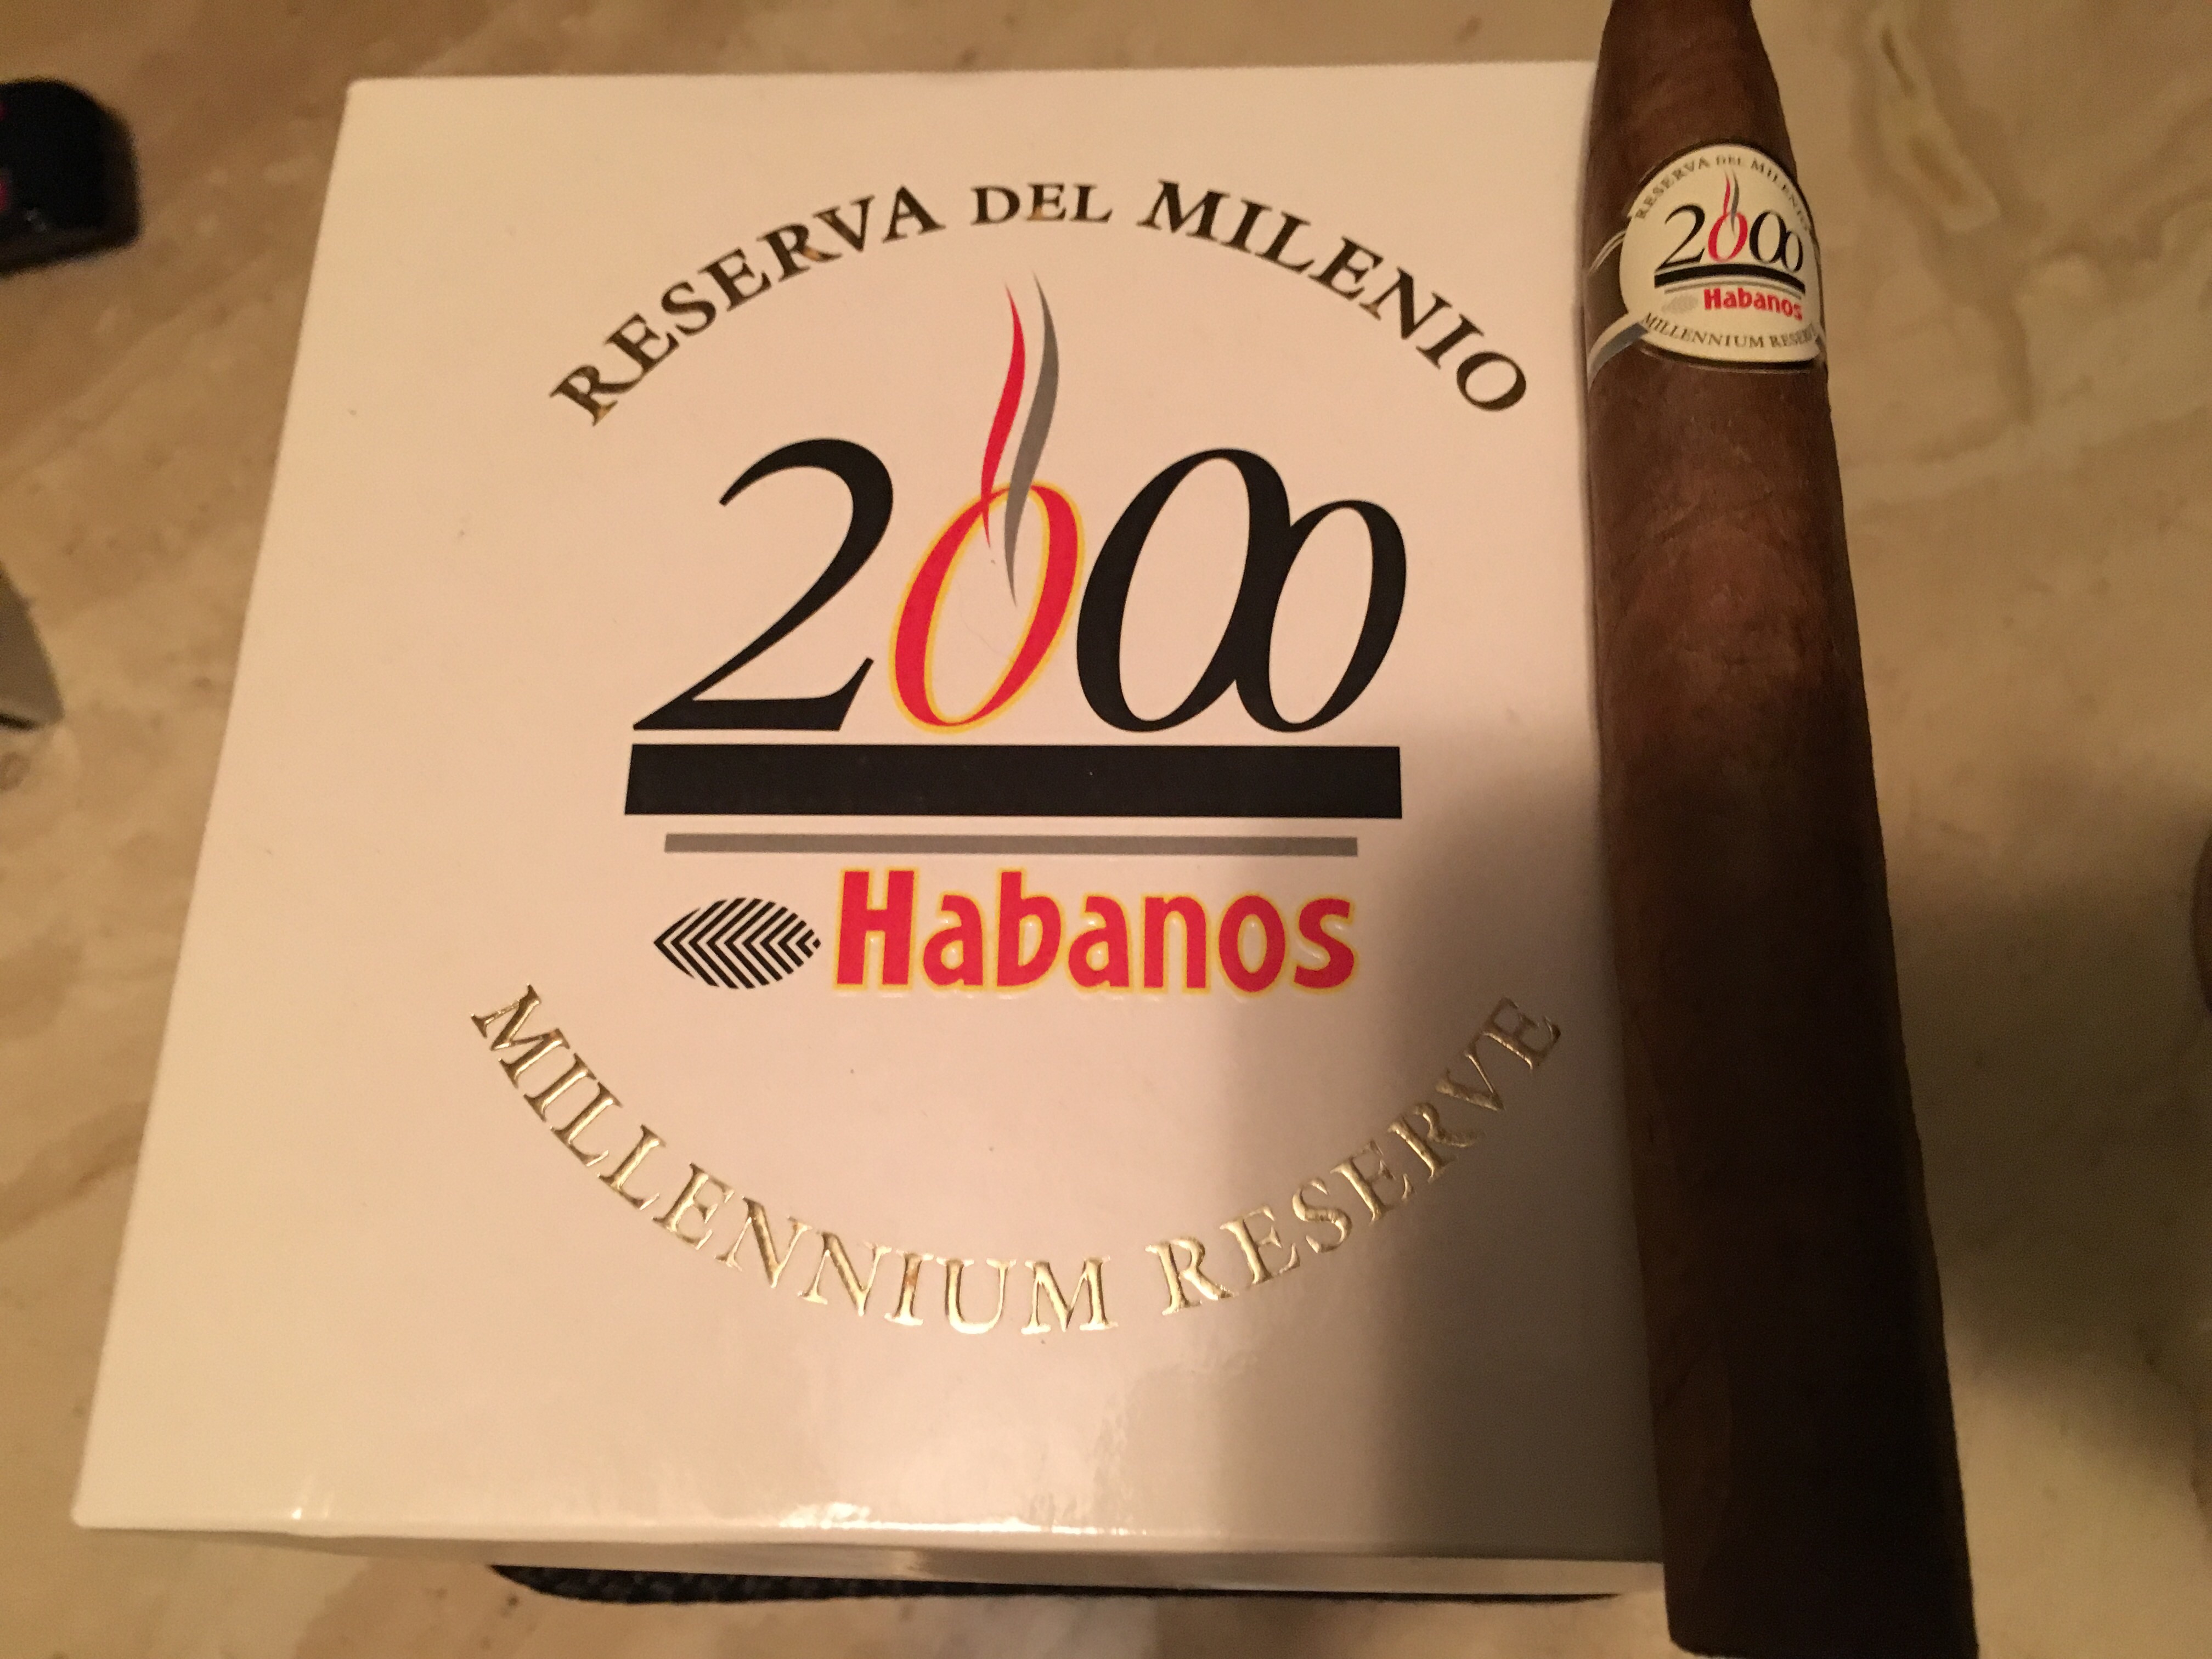 RESERVA DEL MILENIO
2000
Habanos
MILLENNIUM RESERVE
RESERVA DEL MILENIO
2000
Habanos
MILLENNIUM RESERVE